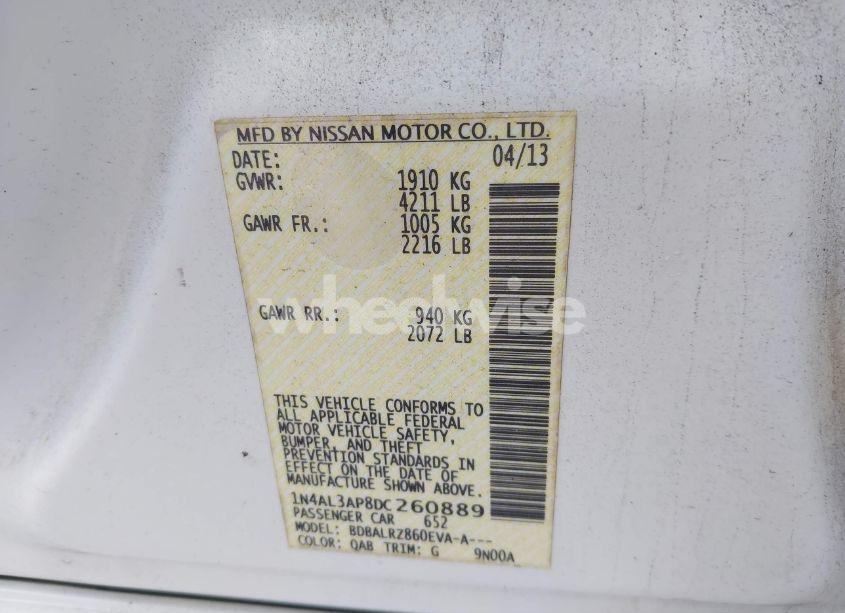 MFD BY NISSAN MOTOR CO., LTD.
DATE: 04/13
GVWR: 1910 KG
4211 LB
GAWR FR.: 1005 KG
2216 LB
wheelwise
GAWR RR.: 940 KG
2072 LB
THIS VEHICLE CONFORMS TO
ALL APPLICABLE FEDERAL
MOTOR VEHICLE SAFETY,
BUMPER, AND THEFT
PREVENTION STANDARDS IN
EFFECT ON THE DATE OF
MANUFACTURE SHOWN ABOVE.
1N4AL3AP8DC260889
PASSENGER CAR 652
MODEL: BDBALRZ860EVA-A---
COLOR: QAB TRIM: G 9N00A